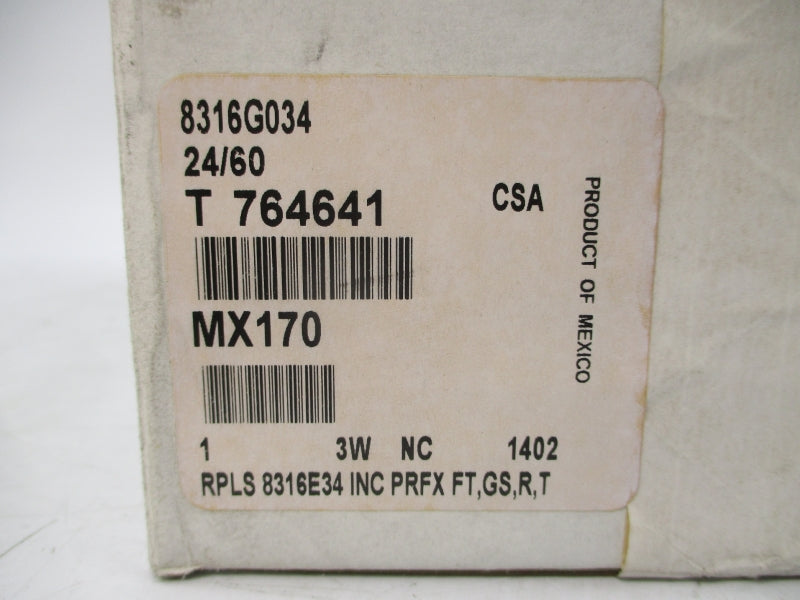 8316G034
24/60
T 764641
CSA
PRODUCT OF MEXICO
MX170
1 3W NC 1402
RPLS 8316E34 INC PRFX FT,GS,R,T